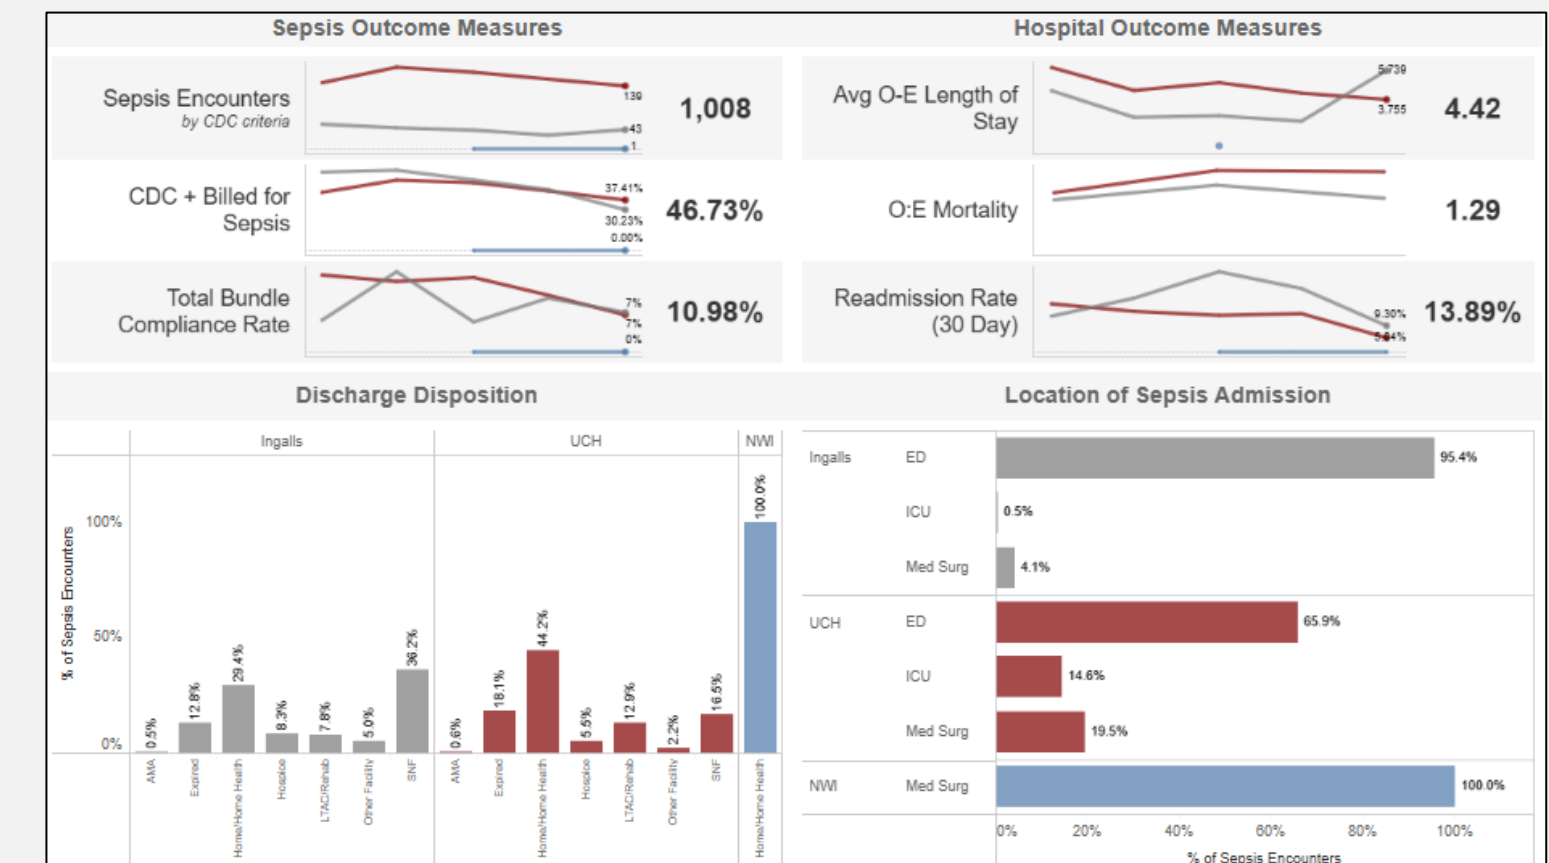 Sepsis Outcome Measures
Hospital Outcome Measures
Sepsis Encounters
by CDC criteria
139
43
1
1,008
Avg O-E Length of
Stay
5.739
3.755
4.42
CDC + Billed for
Sepsis
37.41%
30.23%
0.00%
46.73%
O:E Mortality
1.29
Total Bundle
Compliance Rate
7%
7%
0%
10.98%
Readmission Rate
(30 Day)
9.30%
13.89%
Discharge Disposition
Location of Sepsis Admission
Ingalls
UCH
NWI
% of Sepsis Encounters
100%
50%
0%
0.5%
12.8%
29.4%
8.3%
7.8%
5.0%
36.2%
0.6%
18.1%
44.2%
5.5%
12.9%
2.2%
16.5%
100.0%
AMA
Expired
Home/Home Health
Hospice
LTAC/Rehab
Other Facility
SNF
AMA
Expired
Home/Home Health
Hospice
LTAC/Rehab
Other Facility
SNF
Home/Home Health
Ingalls
ED
95.4%
ICU
0.5%
Med Surg
4.1%
UCH
ED
65.9%
ICU
14.6%
Med Surg
19.5%
NWI
Med Surg
100.0%
0%
20%
40%
60%
80%
100%
% of Sepsis Encounters